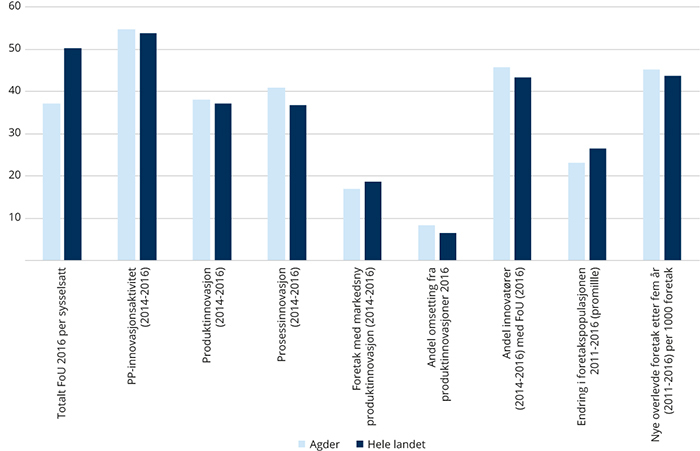 60
50
40
30
20
10
Totalt FoU 2016 per sysselsatt
PP-innovasjonsaktivitet
(2014-2016)
Produktinnovasjon
(2014-2016)
Prosessinnovasjon
(2014-2016)
Foretak med markedsny
produktinnovasjon (2014-2016)
Andel omsetting fra
produktinnovasjoner 2016
Andel innovatører
(2014-2016) med FoU (2016)
Endring i foretakspopulasjonen
2011-2016 (promillle)
Nye overlevde foretak etter fem år
(2011-2016) per 1000 foretak
Agder
Hele landet